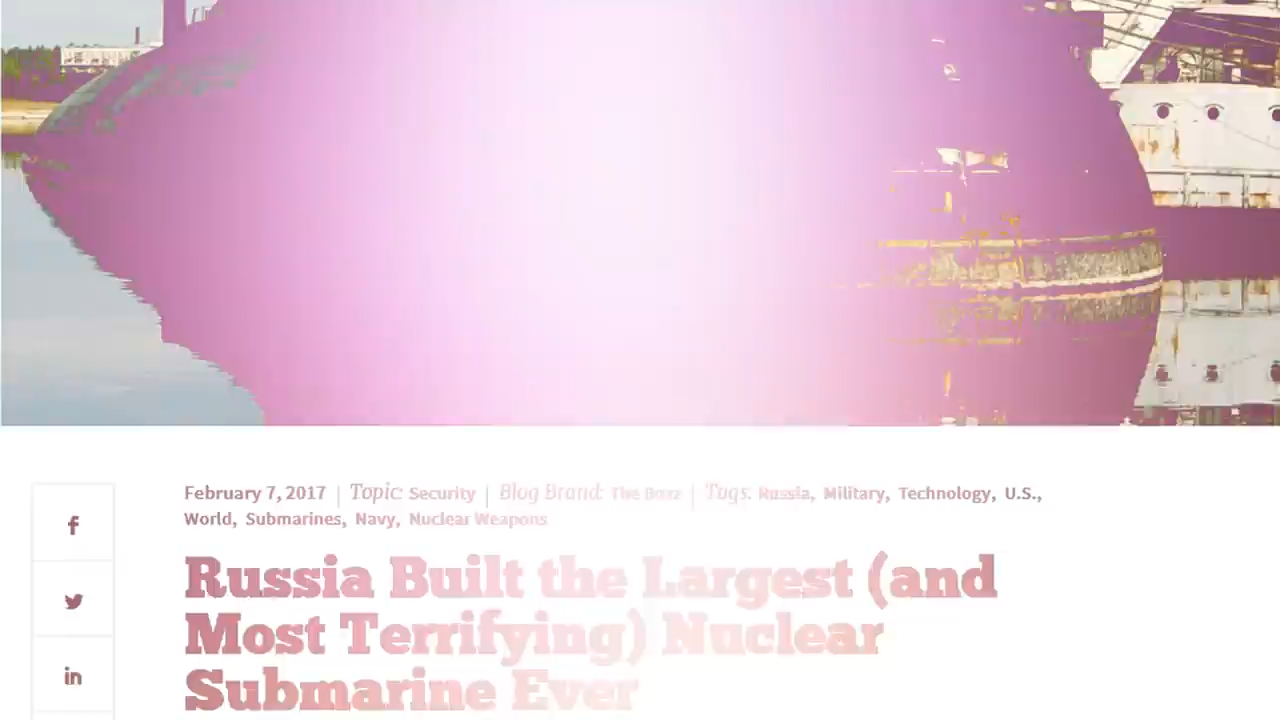 February 7, 2017 | Topic: Security | Blog Brand: The Buzz | Tags: Russia, Military, Technology, U.S.,
World, Submarines, Navy, Nuclear Weapons
Russia Built the Largest (and
Most Terrifying) Nuclear
Submarine Ever
f
in